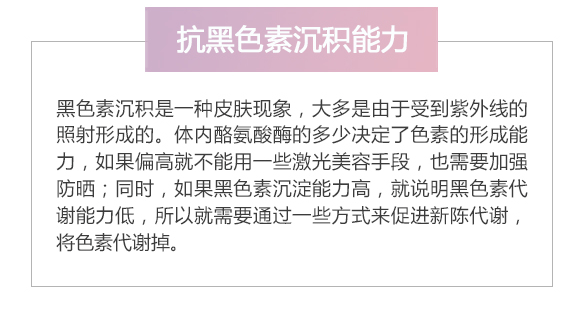 抗黑色素沉积能力
黑色素沉积是一种皮肤现象，大多是由于受到紫外线的
照射形成的。体内酪氨酸酶的多少决定了色素的形成能
力，如果偏高就不能用一些激光美容手段，也需要加强
防晒；同时，如果黑色素沉淀能力高，就说明黑色素代
谢能力低，所以就需要通过一些方式来促进新陈代谢，
将色素代谢掉。